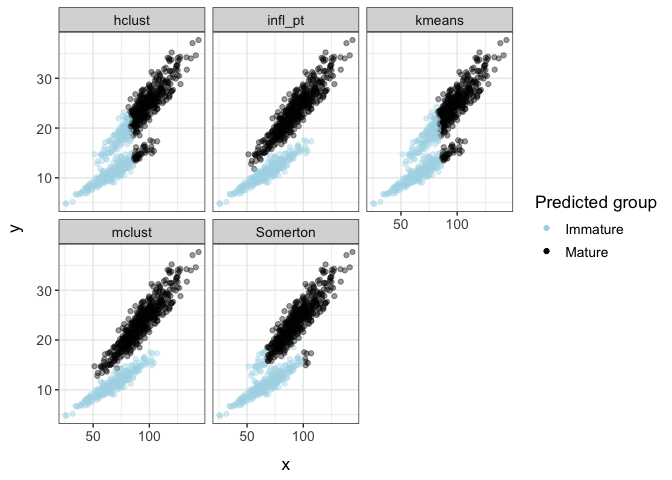 hclust
infl_pt
kmeans
30
20
10
50
100
mclust
Somerton
30
20
10
50
100
50
100
x
y
Predicted group
Immature
Mature